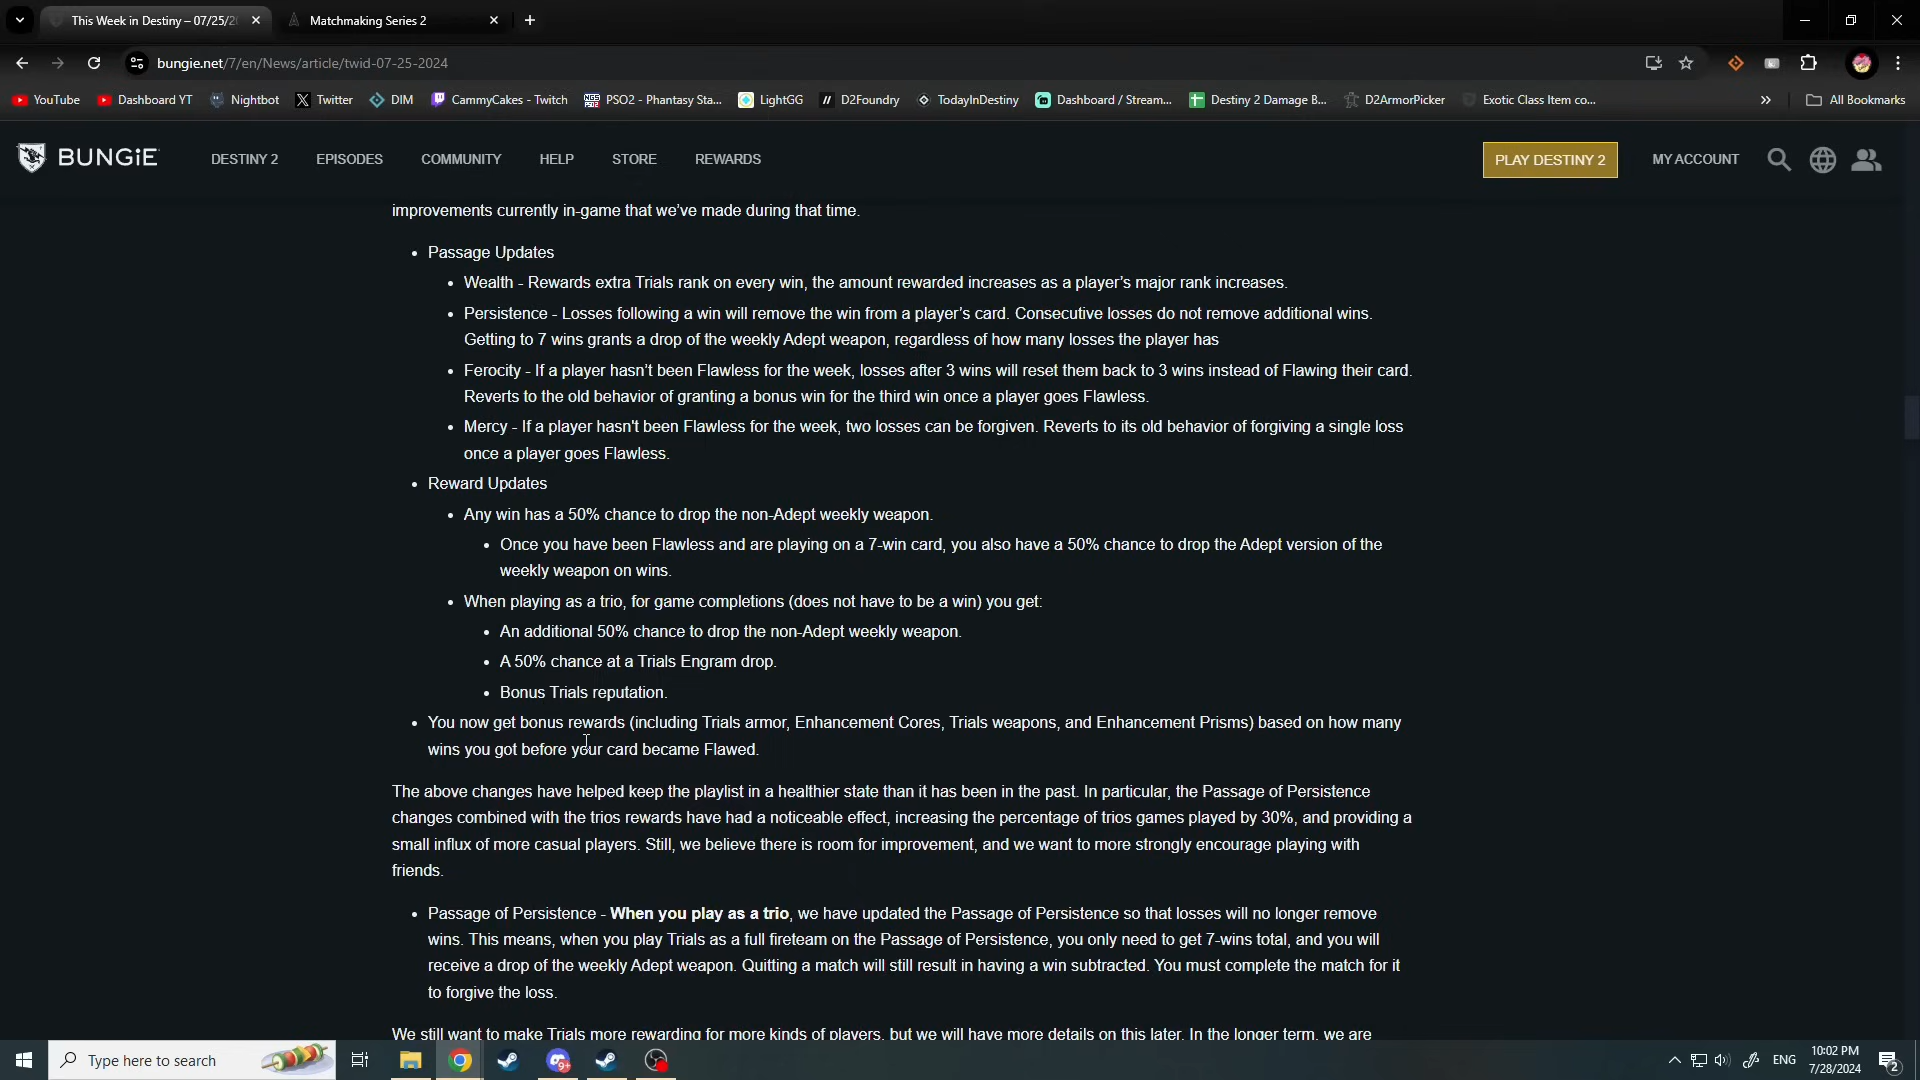 This Week in Destiny – 07/25/2
Matchmaking Series 2
bungie.net/7/en/News/article/twid-07-25-2024
YouTube
Dashboard YT
Nightbot
Twitter
DIM
CammyCakes - Twitch
PSO2 - Phantasy Sta...
LightGG
D2Foundry
TodayInDestiny
Dashboard / Stream...
Destiny 2 Damage B...
D2ArmorPicker
Exotic Class Item co...
All Bookmarks
BUNGiE
DESTINY 2
EPISODES
COMMUNITY
HELP
STORE
REWARDS
PLAY DESTINY 2
MY ACCOUNT
improvements currently in-game that we've made during that time.
• Passage Updates
• Wealth - Rewards extra Trials rank on every win, the amount rewarded increases as a player's major rank increases.
• Persistence - Losses following a win will remove the win from a player's card. Consecutive losses do not remove additional wins.
Getting to 7 wins grants a drop of the weekly Adept weapon, regardless of how many losses the player has
• Ferocity - If a player hasn't been Flawless for the week, losses after 3 wins will reset them back to 3 wins instead of Flawing their card.
Reverts to the old behavior of granting a bonus win for the third win once a player goes Flawless.
• Mercy - If a player hasn't been Flawless for the week, two losses can be forgiven. Reverts to its old behavior of forgiving a single loss
once a player goes Flawless.
• Reward Updates
• Any win has a 50% chance to drop the non-Adept weekly weapon.
• Once you have been Flawless and are playing on a 7-win card, you also have a 50% chance to drop the Adept version of the
weekly weapon on wins.
• When playing as a trio, for game completions (does not have to be a win) you get:
• An additional 50% chance to drop the non-Adept weekly weapon.
• A 50% chance at a Trials Engram drop.
• Bonus Trials reputation.
• You now get bonus rewards (including Trials armor, Enhancement Cores, Trials weapons, and Enhancement Prisms) based on how many
wins you got before your card became Flawed.
The above changes have helped keep the playlist in a healthier state than it has been in the past. In particular, the Passage of Persistence
changes combined with the trios rewards have had a noticeable effect, increasing the percentage of trios games played by 30%, and providing a
small influx of more casual players. Still, we believe there is room for improvement, and we want to more strongly encourage playing with
friends.
• Passage of Persistence - When you play as a trio, we have updated the Passage of Persistence so that losses will no longer remove
wins. This means, when you play Trials as a full fireteam on the Passage of Persistence, you only need to get 7-wins total, and you will
receive a drop of the weekly Adept weapon. Quitting a match will still result in having a win subtracted. You must complete the match for it
to forgive the loss.
We still want to make Trials more rewarding for more kinds of players, but we will have more details on this later. In the longer term, we are
Type here to search
9+
ENG
10:02 PM
7/28/2024
2